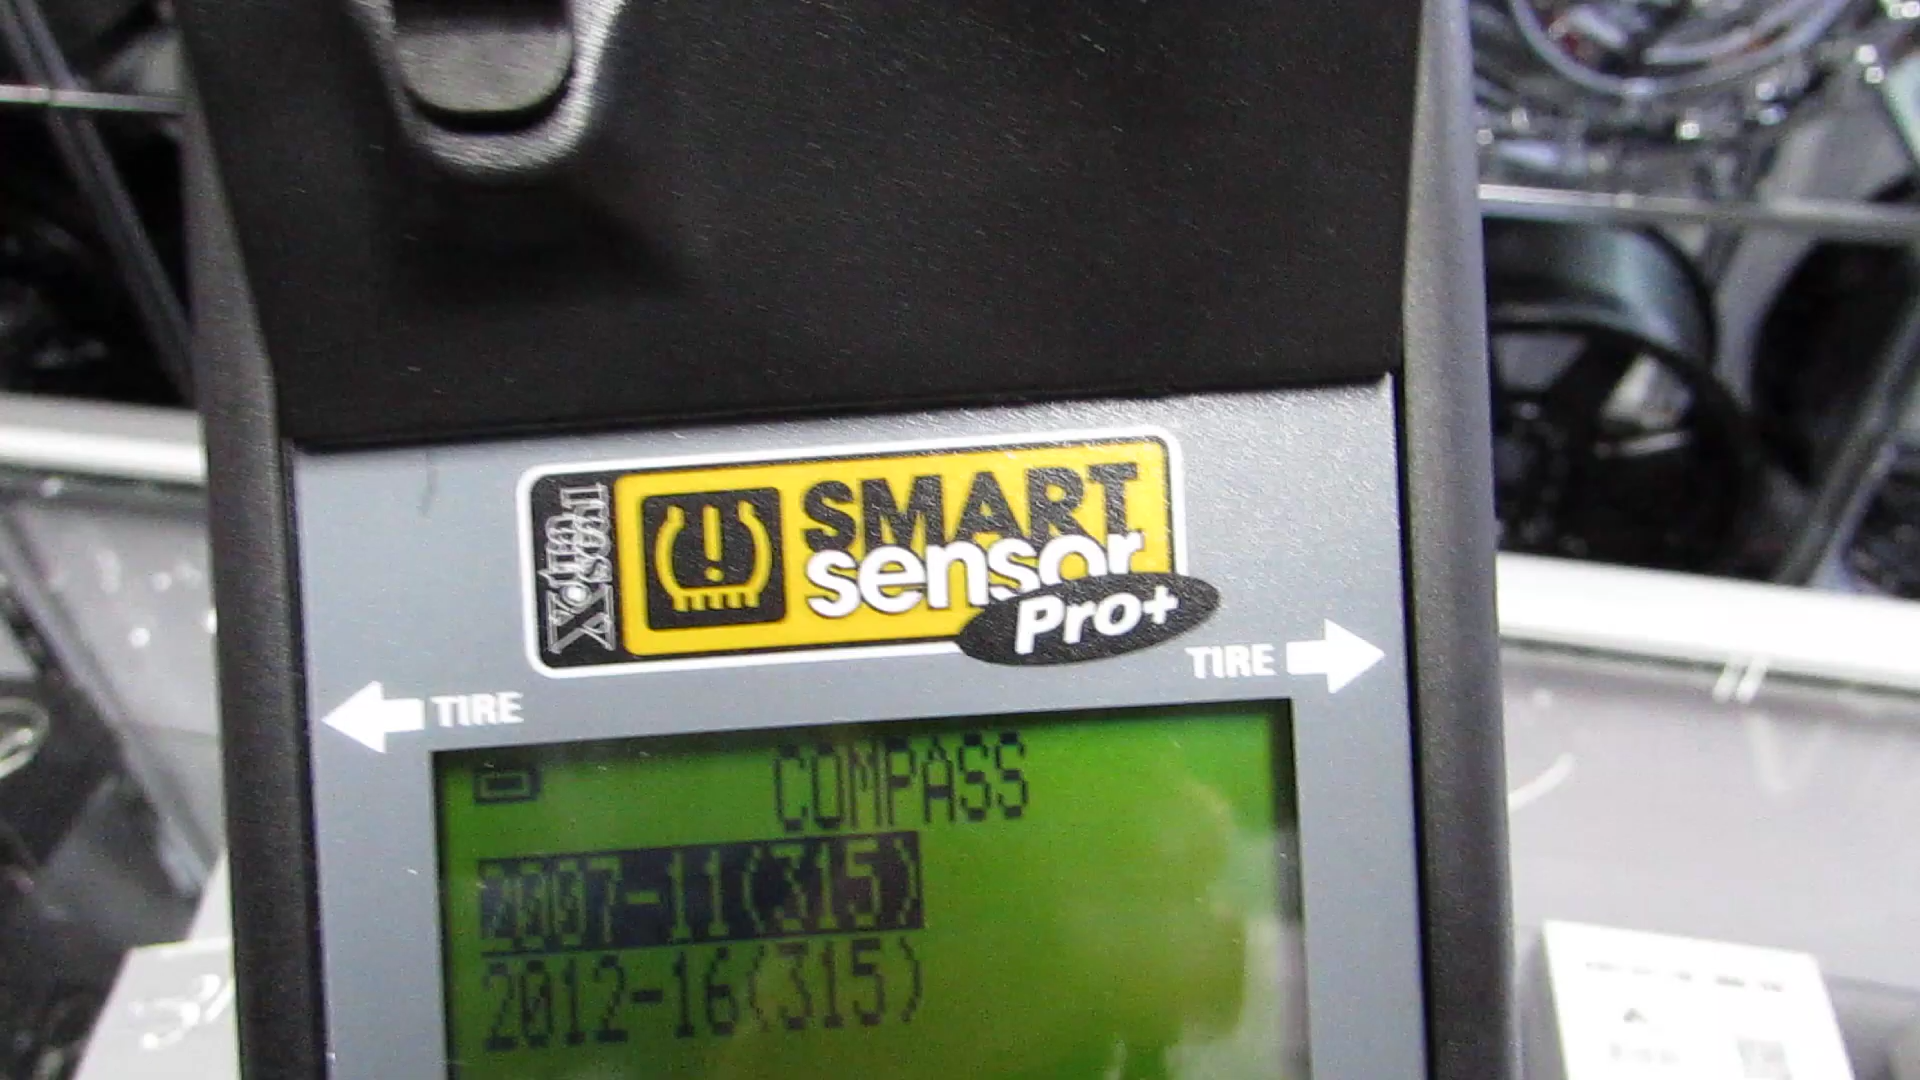 SMART
sensor
Pro+
TIRE
TIRE
COMPASS
2007-11(315)
2012-16(315)